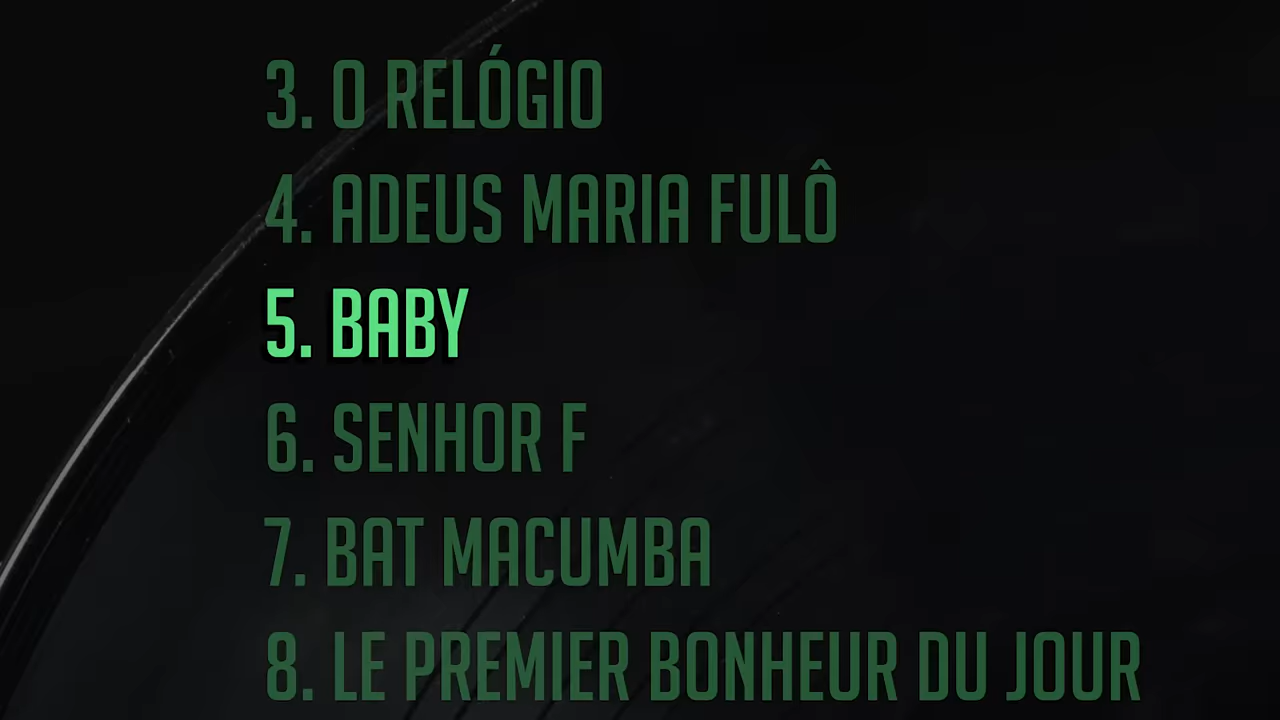 3. O RELÓGIO
4. ADEUS MARIA FULÔ
5. BABY
6. SENHOR F
7. BAT MACUMBA
8. LE PREMIER BONHEUR DU JOUR